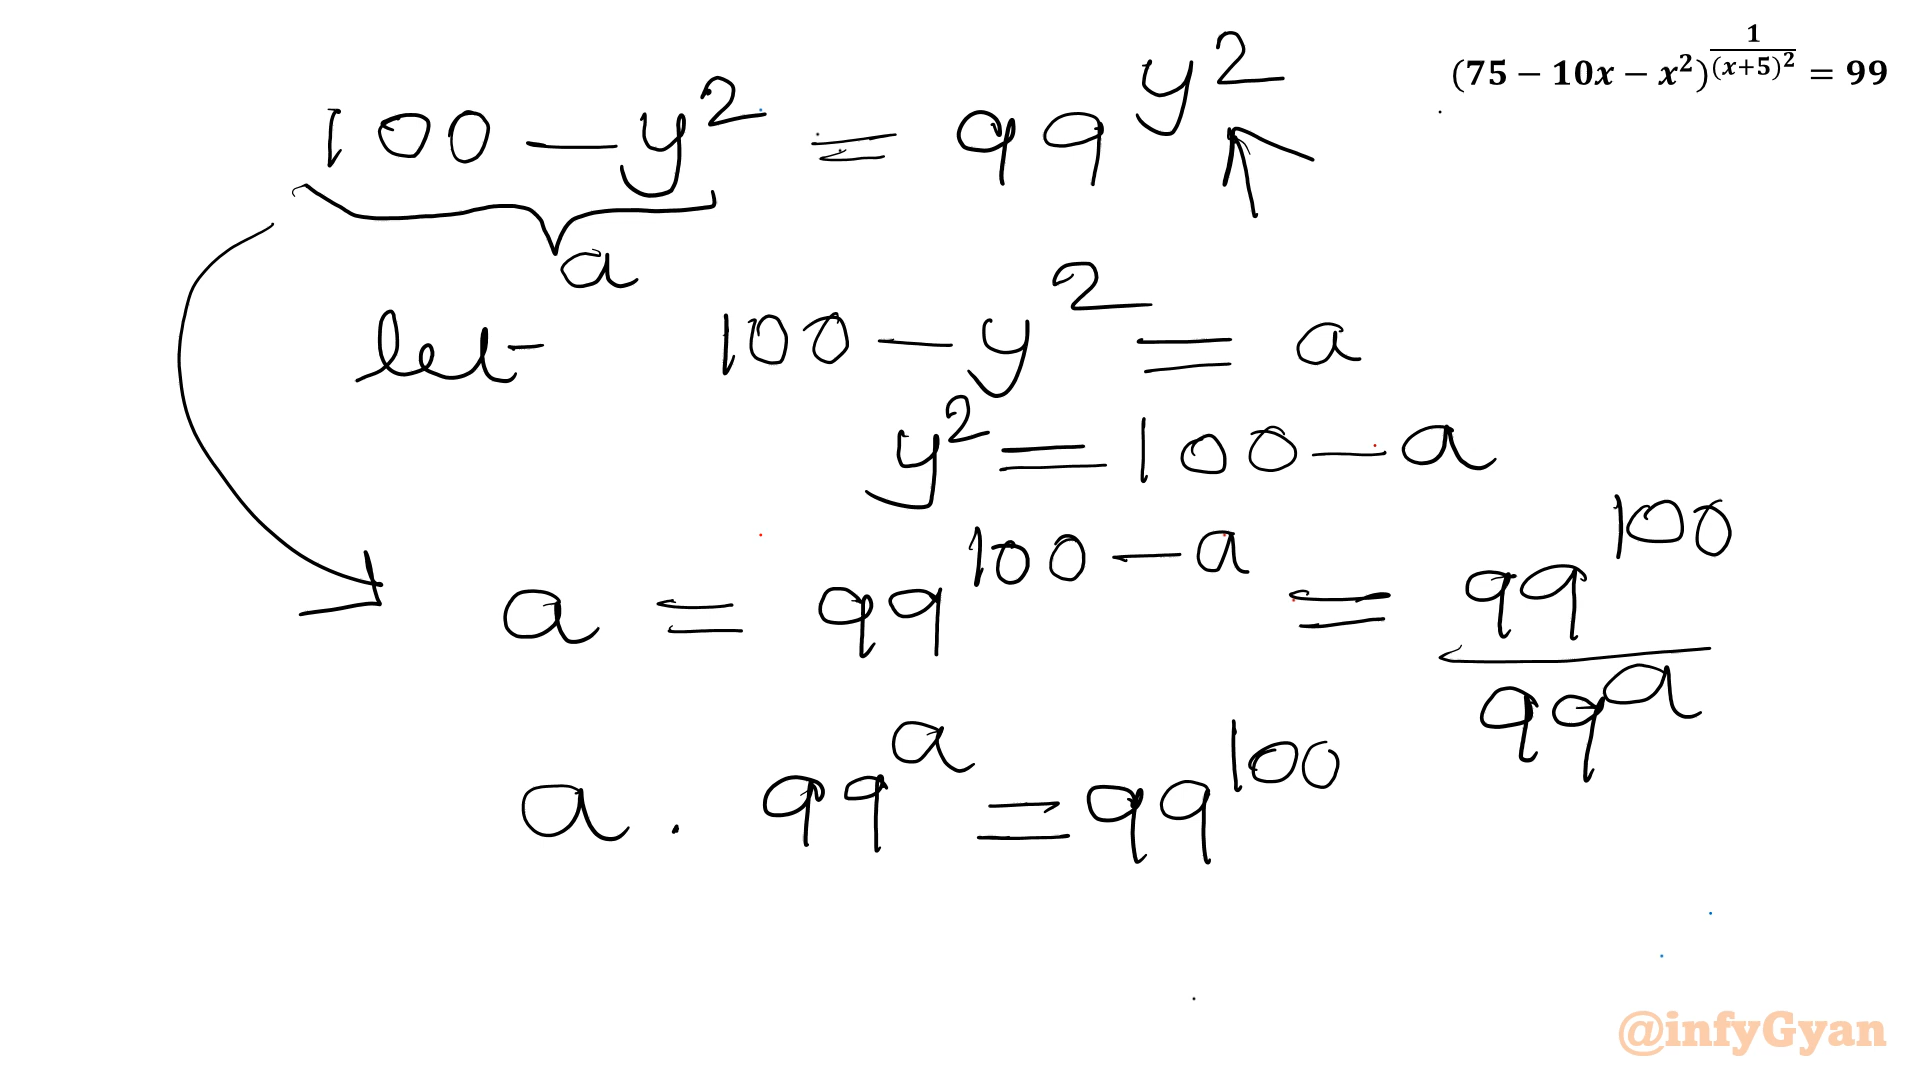 (75 − 10x − x²)^(1/(x+5)²) = 99
100 − y² = 99^(y²)
a
let 100 − y² = a
y² = 100 − a
a = 99^(100 − a) = 99^100 / 99^a
a . 99^a = 99^100
@infyGyan